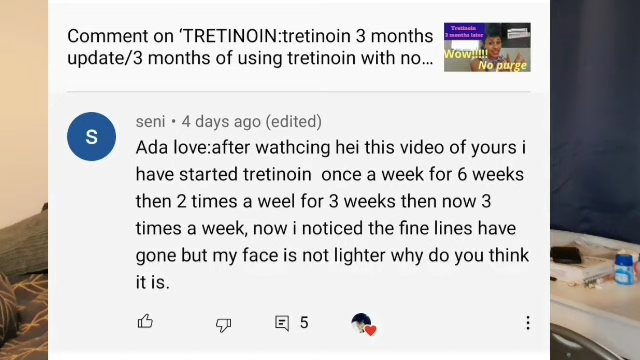 Comment on ‘TRETINOIN:tretinoin 3 months
update/3 months of using tretinoin with no...
Tretinoin
3 months later
Wow!!!!!
No purge
S
seni • 4 days ago (edited)
Ada love:after wathcing hei this video of yours i
have started tretinoin once a week for 6 weeks
then 2 times a weel for 3 weeks then now 3
times a week, now i noticed the fine lines have
gone but my face is not lighter why do you think
it is.
5